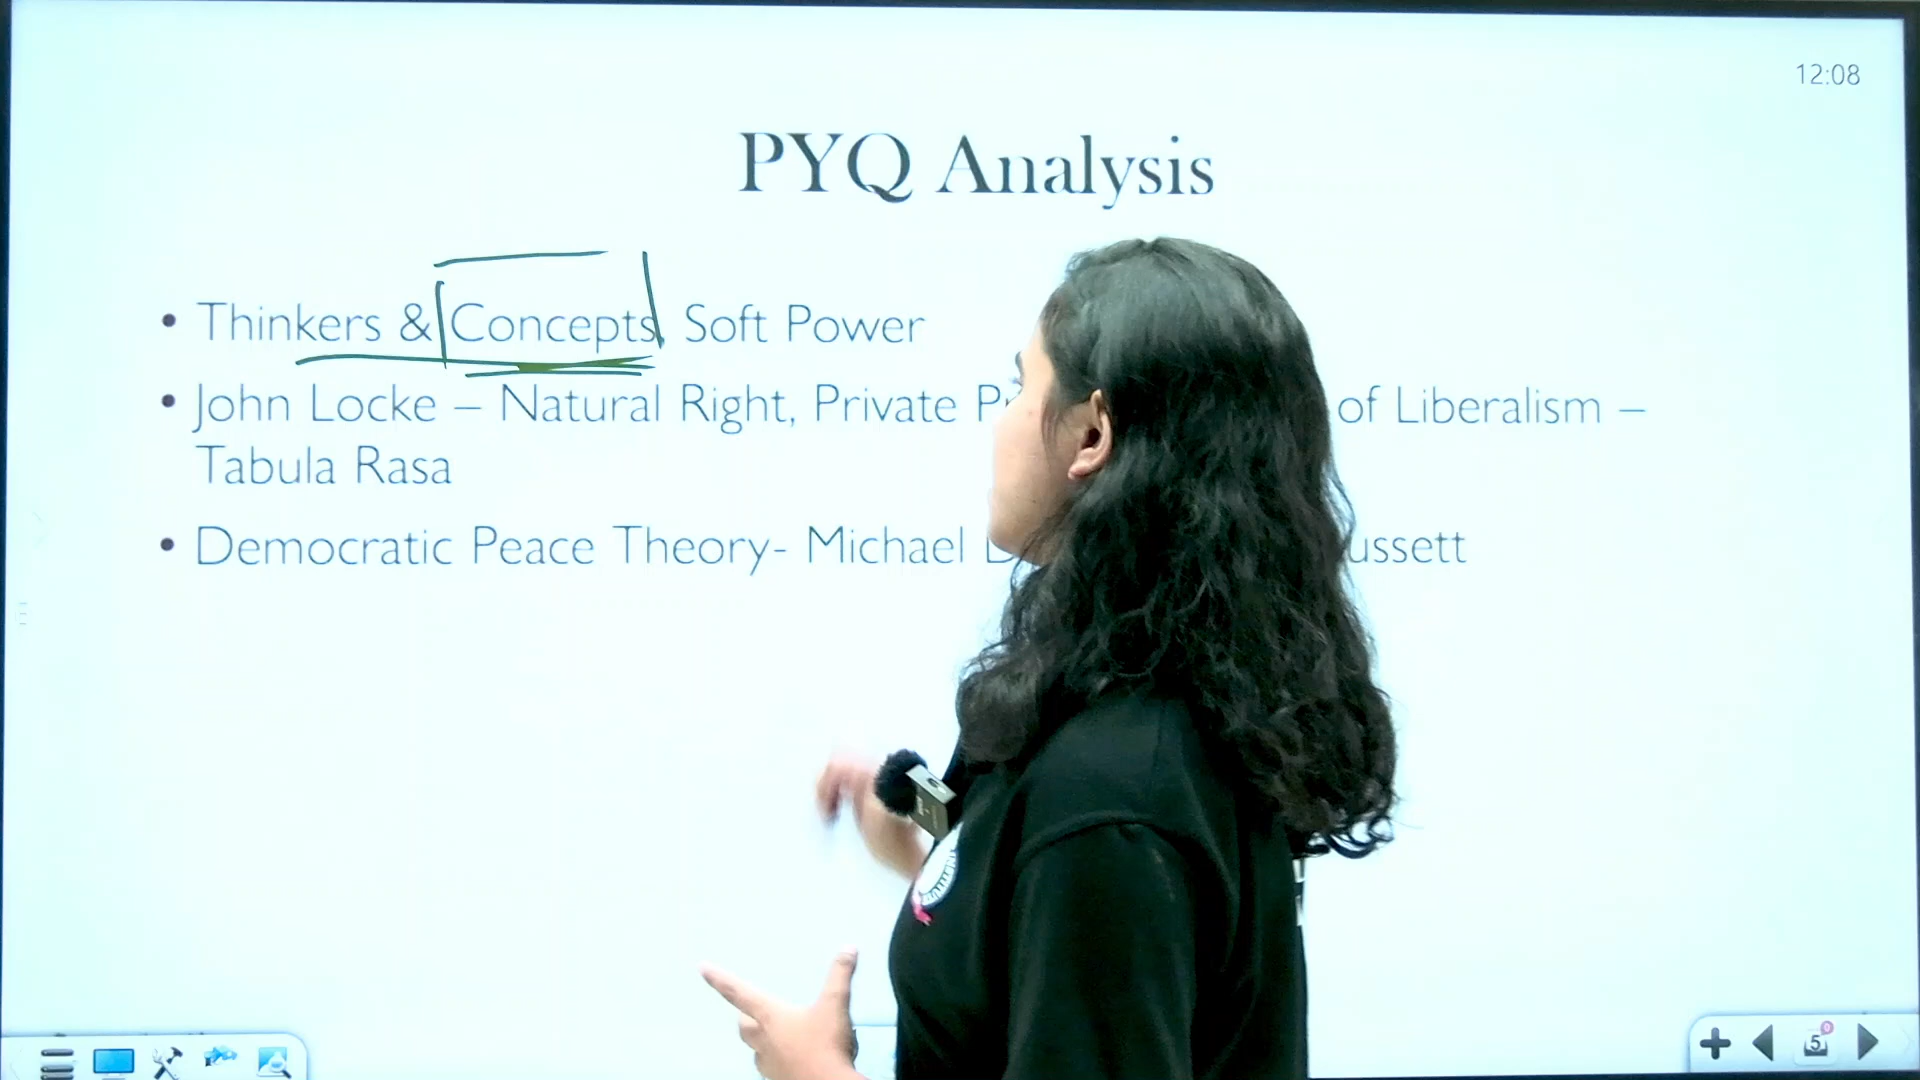 12:08
PYQ Analysis
• Thinkers & Concepts Soft Power
• John Locke – Natural Right, Private of Liberalism –
Tabula Rasa
• Democratic Peace Theory- Michael
5